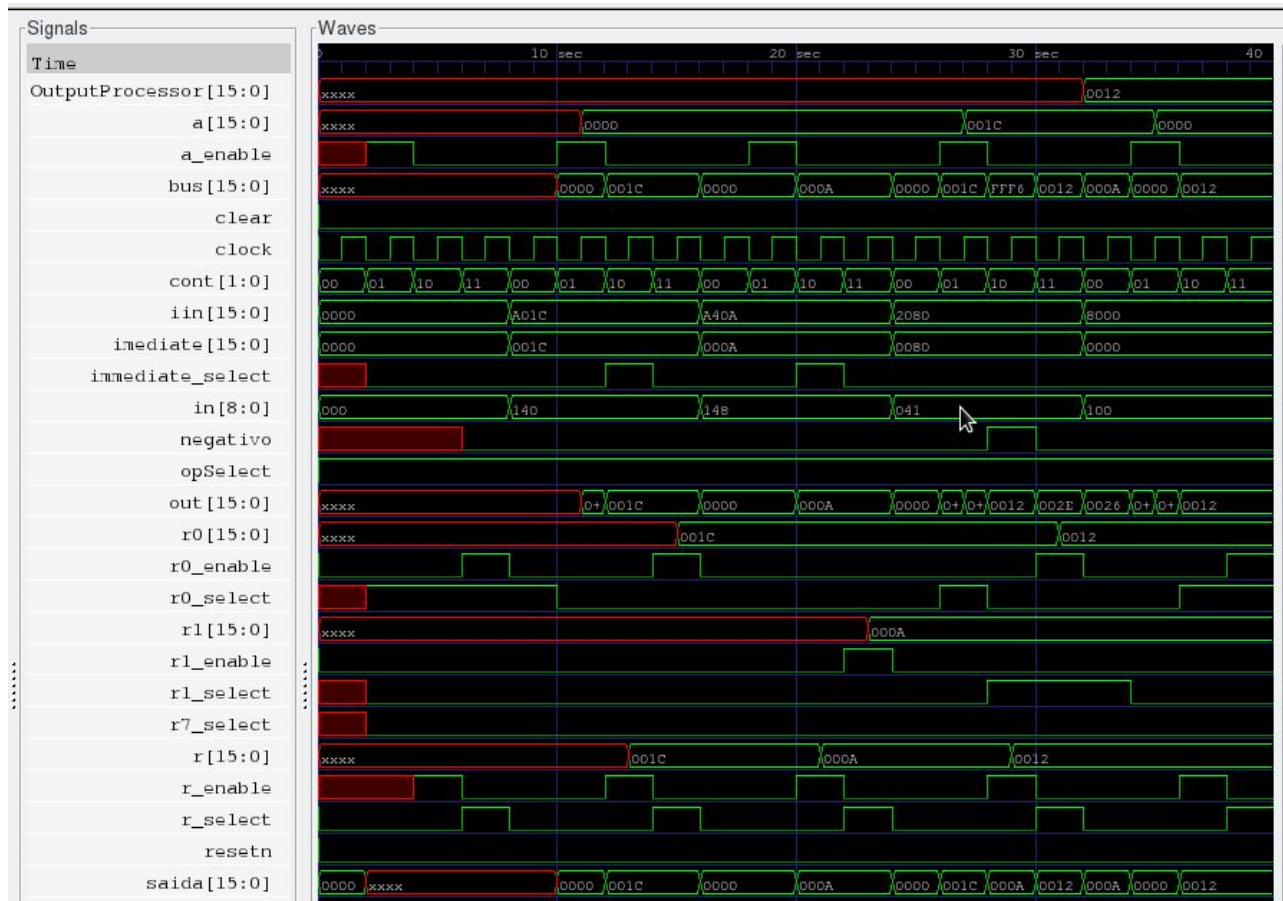 Signals Waves
Time 10 sec 20 sec 30 sec 40
OutputProcessor[15:0] xxxx 0012
a[15:0] xxxx 0000 001C 0000
a_enable
bus[15:0] xxxx 0000 001C 0000 000A 0000 001C FFF6 0012 000A 0000 0012
clear
clock
cont[1:0] 00 01 10 11 00 01 10 11 00 01 10 11 00 01 10 11 00 01 10 11
iin[15:0] 0000 A01C A40A 2080 8000
imediate[15:0] 0000 001C 000A 0080 0000
immediate_select
in[8:0] 000 140 148 041 100
negativo
opSelect
out[15:0] xxxx 0+ 001C 0000 000A 0000 0+ 0+ 0012 002E 0026 0+ 0+ 0012
r0[15:0] xxxx 001C 0012
r0_enable
r0_select
r1[15:0] xxxx 000A
r1_enable
r1_select
r7_select
r[15:0] xxxx 001C 000A 0012
r_enable
r_select
resetn
saida[15:0] 0000 xxxx 0000 001C 0000 000A 0000 001C 000A 0012 000A 0000 0012